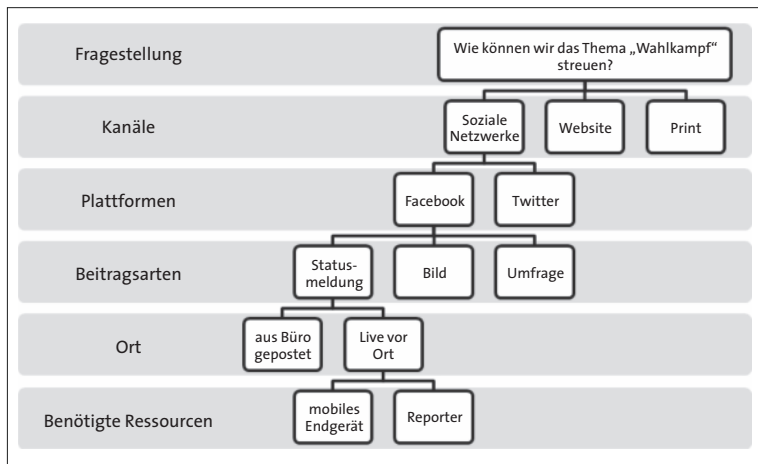 Fragestellung
Wie können wir das Thema „Wahlkampf“
streuen?
Kanäle
Soziale
Netzwerke
Website
Print
Plattformen
Facebook
Twitter
Beitragsarten
Status-
meldung
Bild
Umfrage
Ort
aus Büro
gepostet
Live vor
Ort
Benötigte Ressourcen
mobiles
Endgerät
Reporter